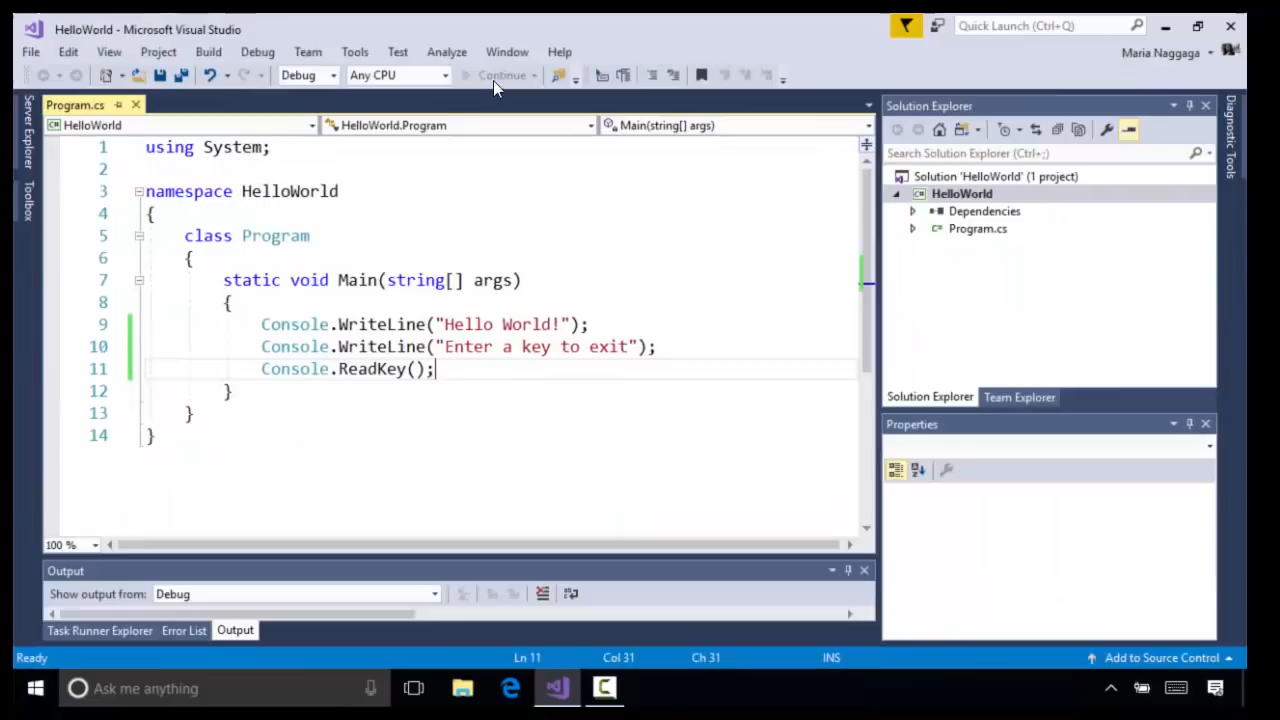 HelloWorld - Microsoft Visual Studio
Quick Launch (Ctrl+Q)
File Edit View Project Build Debug Team Tools Test Analyze Window Help
Maria Naggaga
Debug Any CPU Continue
Server Explorer
Toolbox
Program.cs
HelloWorld HelloWorld.Program Main(string[] args)
1 using System;
2
3 namespace HelloWorld
4 {
5 class Program
6 {
7 static void Main(string[] args)
8 {
9 Console.WriteLine("Hello World!");
10 Console.WriteLine("Enter a key to exit");
11 Console.ReadKey();
12 }
13 }
14 }
100 %
Output
Show output from: Debug
Task Runner Explorer Error List Output
Solution Explorer
Search Solution Explorer (Ctrl+;)
Solution 'HelloWorld' (1 project)
C# HelloWorld
Dependencies
C# Program.cs
Solution Explorer Team Explorer
Properties
Diagnostic Tools
Ready Ln 11 Col 31 Ch 31 INS Add to Source Control
Ask me anything